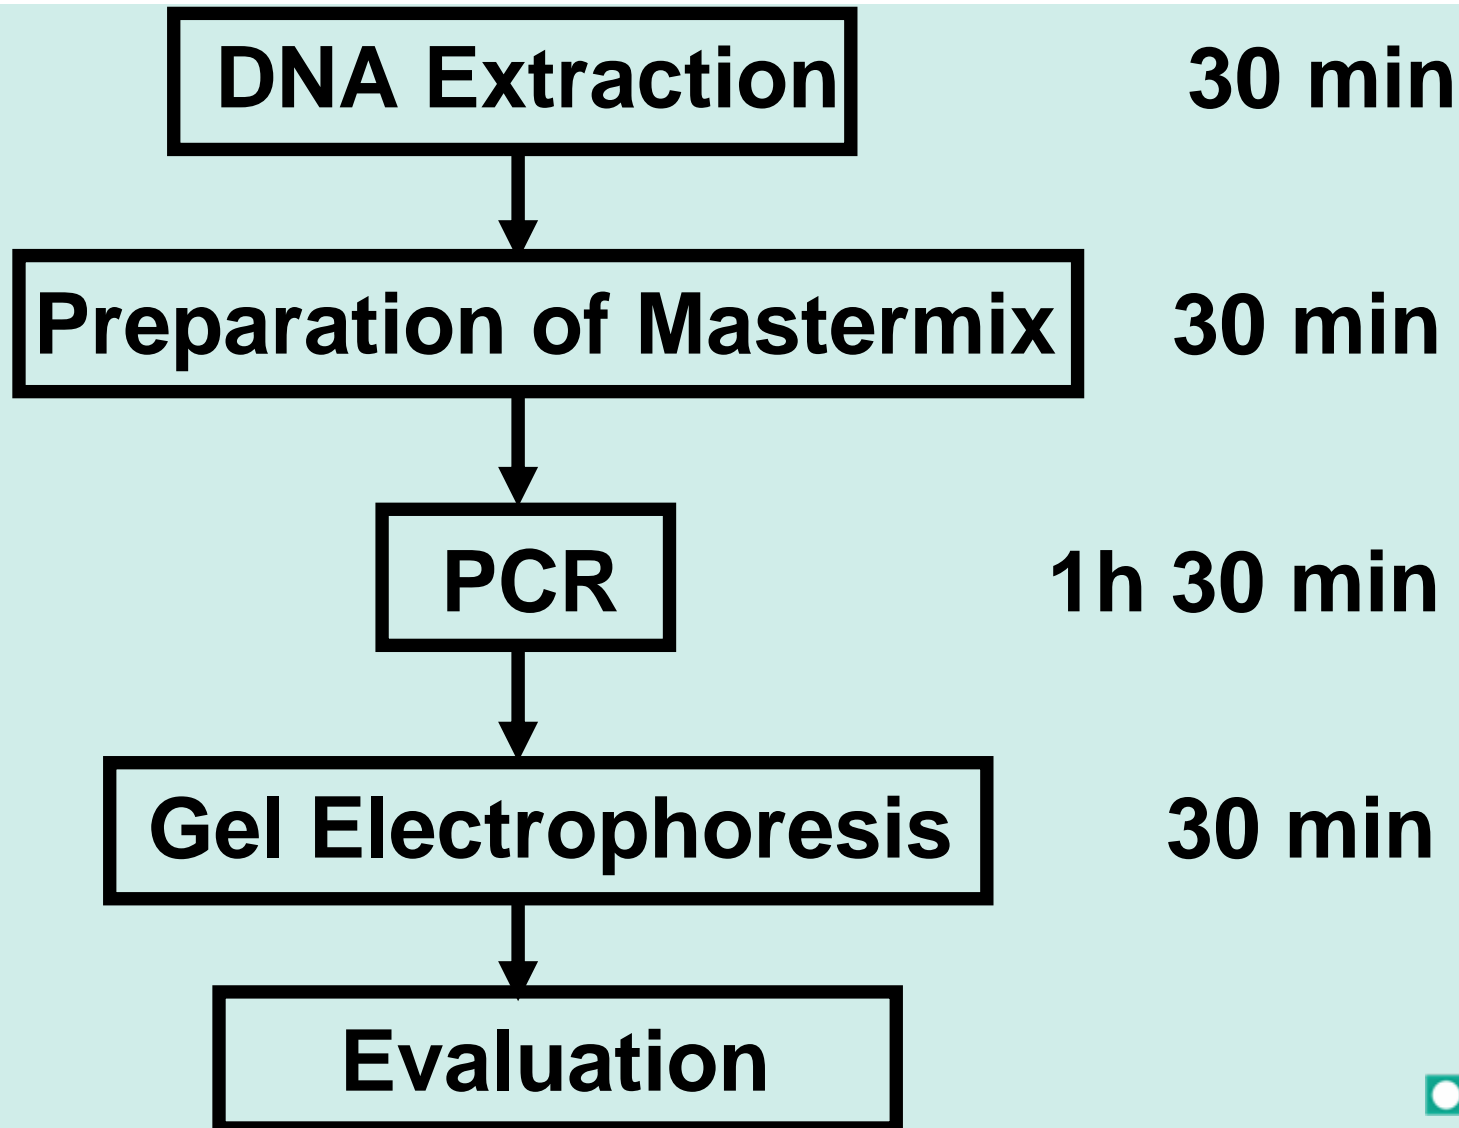 DNA Extraction 30 min
Preparation of Mastermix 30 min
PCR 1h 30 min
Gel Electrophoresis 30 min
Evaluation